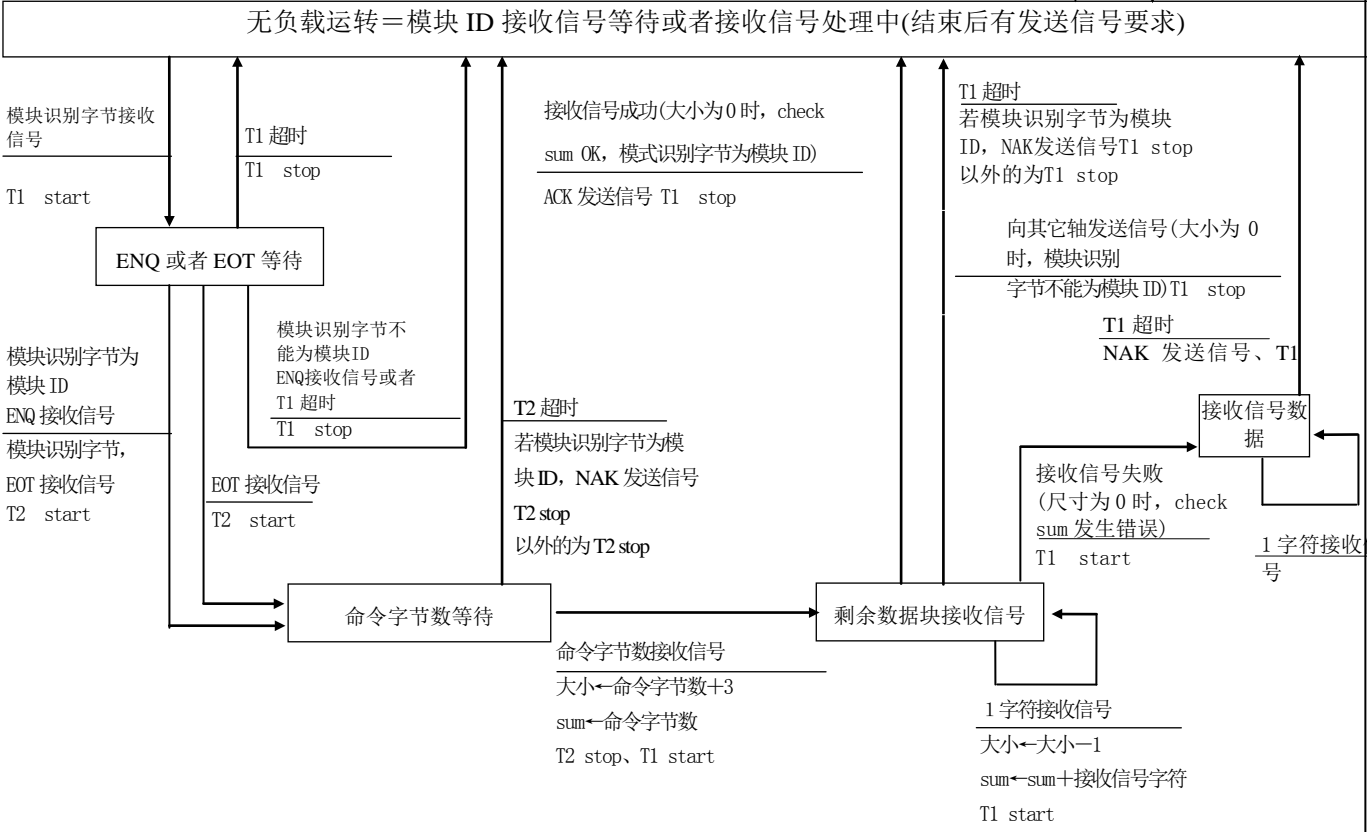 无负载运转＝模块 ID 接收信号等待或者接收信号处理中(结束后有发送信号要求)
模块识别字节接收
信号
T1 start
T1 超时
T1 stop
接收信号成功(大小为 0 时，check
sum OK，模式识别字节为模块 ID)
ACK 发送信号 T1 stop
T1 超时
若模块识别字节为模块
ID，NAK发送信号T1 stop
以外的为T1 stop
ENQ 或者 EOT 等待
向其它轴发送信号(大小为 0
时，模块识别
字节不能为模块 ID)T1 stop
模块识别字节为
模块 ID
ENQ 接收信号
模块识别字节，
EOT 接收信号
T2 start
EOT 接收信号
T2 start
模块识别字节不
能为模块ID
ENQ接收信号或者
T1 超时
T1 stop
T2 超时
若模块识别字节为模
块 ID，NAK 发送信号
T2 stop
以外的为 T2 stop
T1 超时
NAK 发送信号、T1
接收信号数
据
接收信号失败
(尺寸为 0 时，check
sum 发生错误)
T1 start
1 字符接收
号
命令字节数等待
剩余数据块接收信号
命令字节数接收信号
大小←命令字节数＋3
sum←命令字节数
T2 stop、T1 start
1 字符接收信号
大小←大小－1
sum←sum＋接收信号字符
T1 start